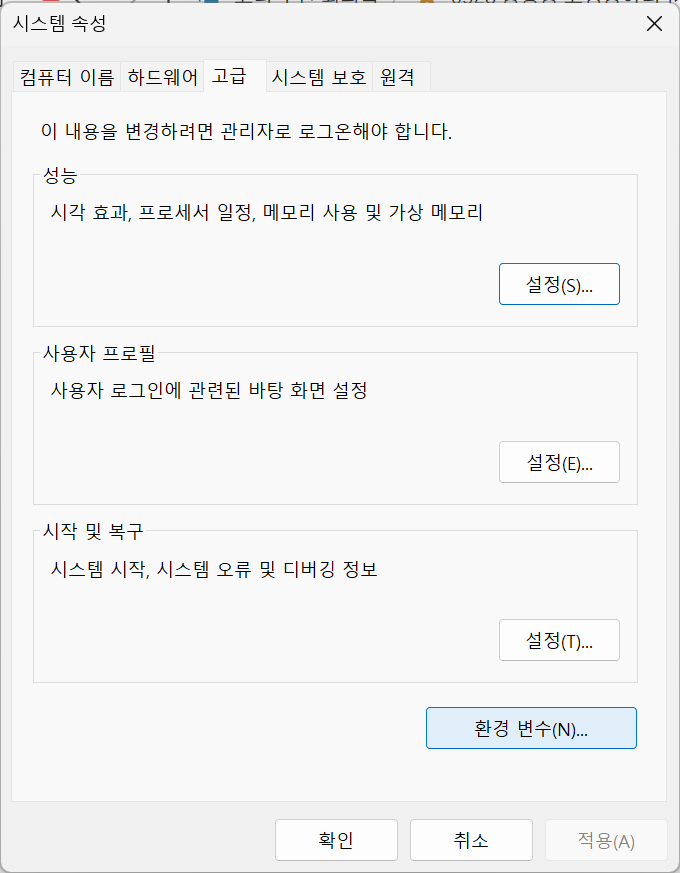 시스템 속성
컴퓨터 이름 하드웨어 고급 시스템 보호 원격
이 내용을 변경하려면 관리자로 로그온해야 합니다.
성능
시각 효과, 프로세서 일정, 메모리 사용 및 가상 메모리
설정(S)...
사용자 프로필
사용자 로그인에 관련된 바탕 화면 설정
설정(E)...
시작 및 복구
시스템 시작, 시스템 오류 및 디버깅 정보
설정(T)...
환경 변수(N)...
확인 취소 적용(A)